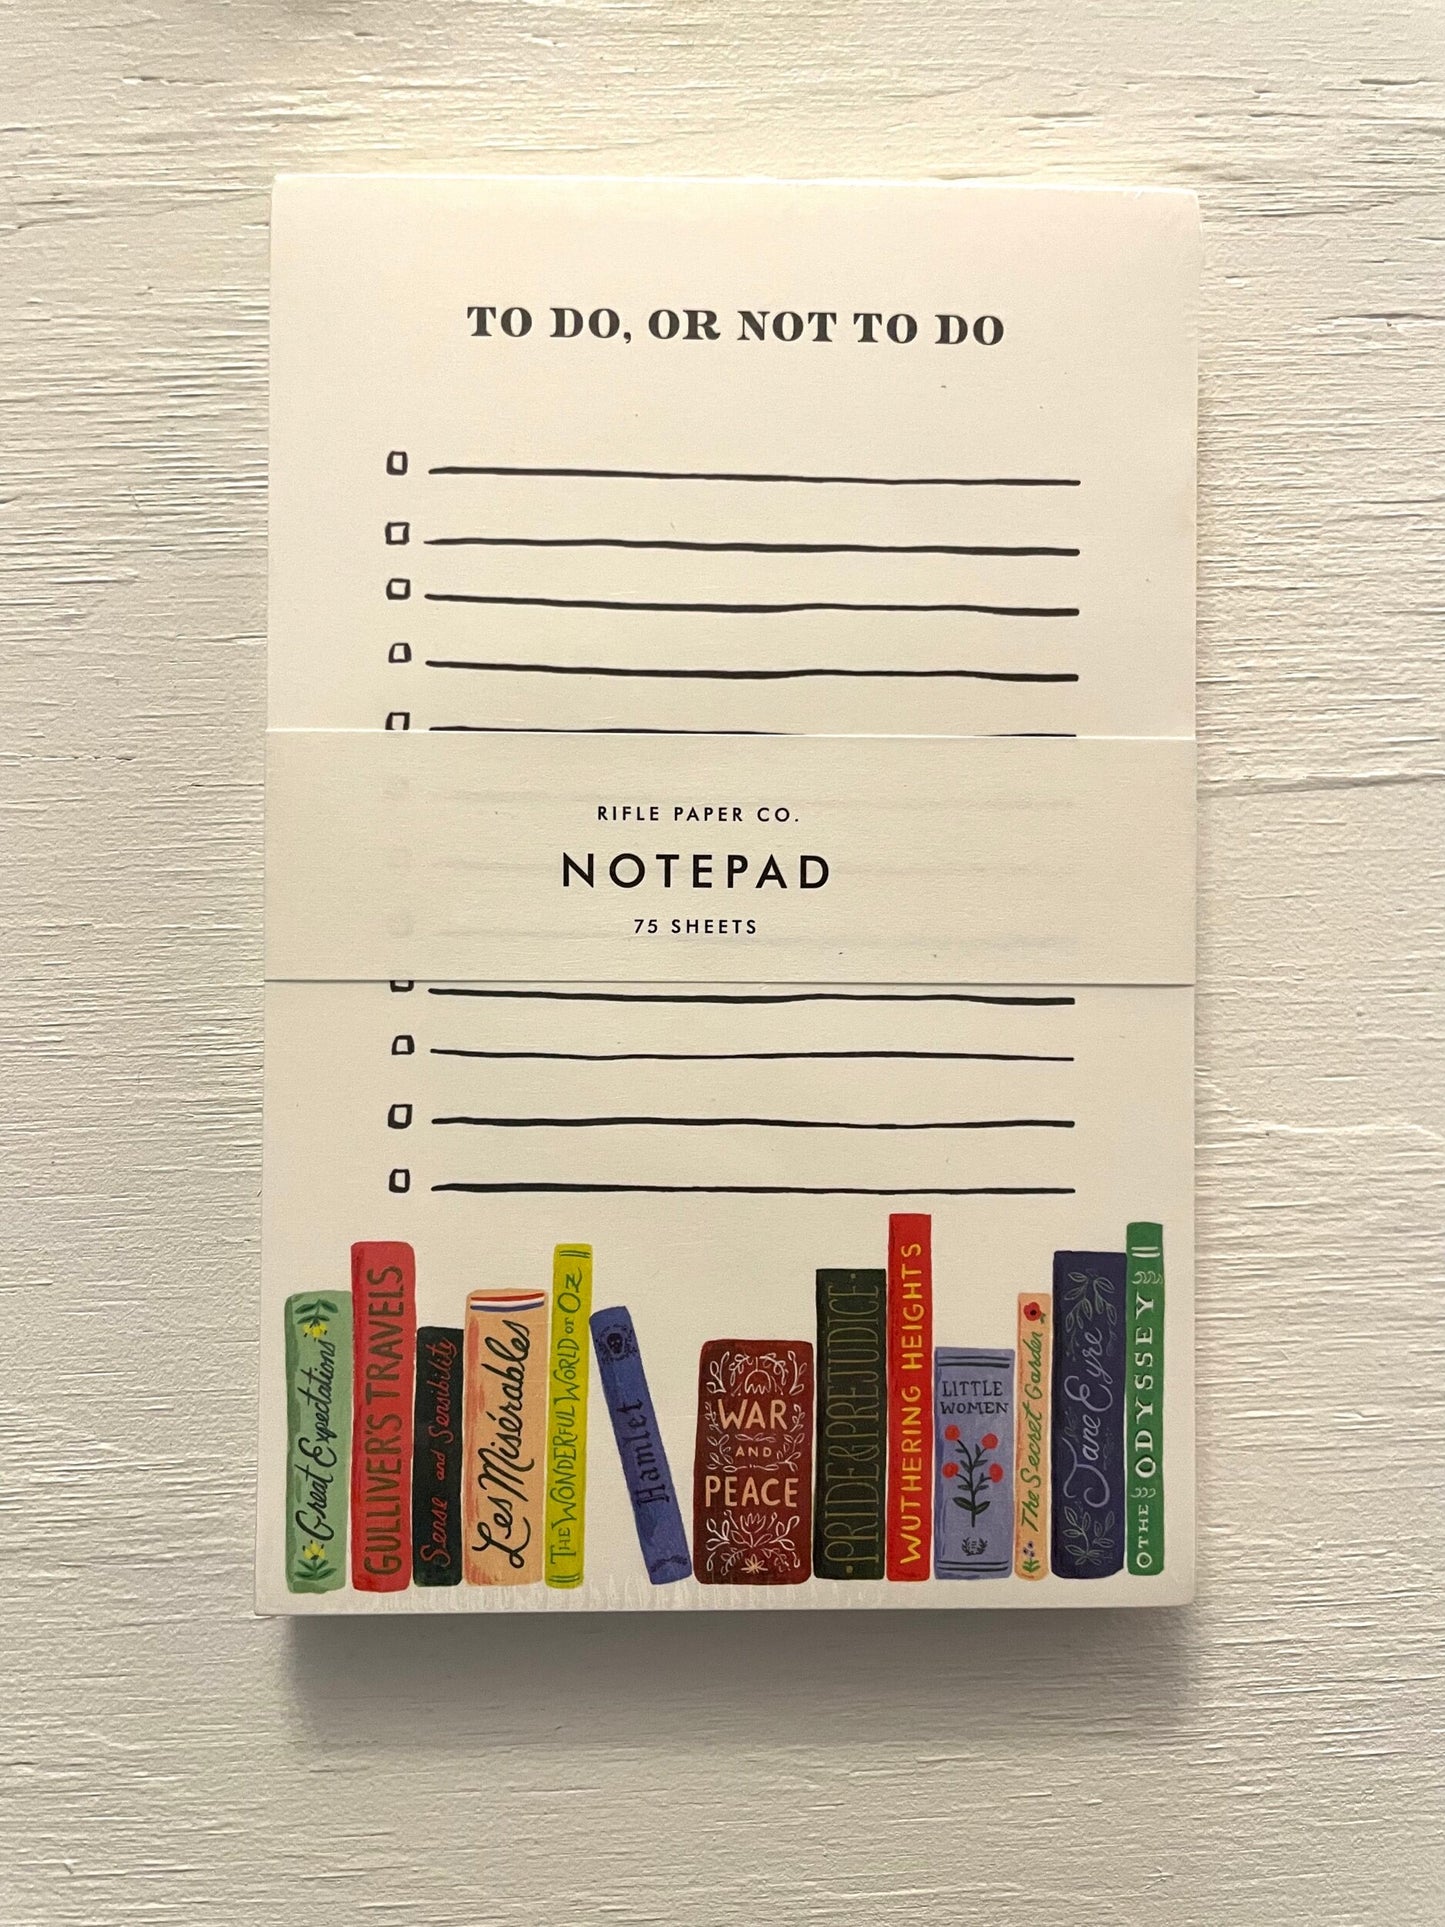 TO DO, OR NOT TO DO
RIFLE PAPER CO.
NOTEPAD
75 SHEETS
Great Expectations
GULLIVER'S TRAVELS
Sense and Sensibility
Les Misérables
THE WONDERFUL WORLD OF OZ
Hamlet
WAR
AND
PEACE
PRIDE & PREJUDICE
WUTHERING HEIGHTS
LITTLE
WOMEN
The Secret Garden
Jane Eyre
THE ODYSSEY